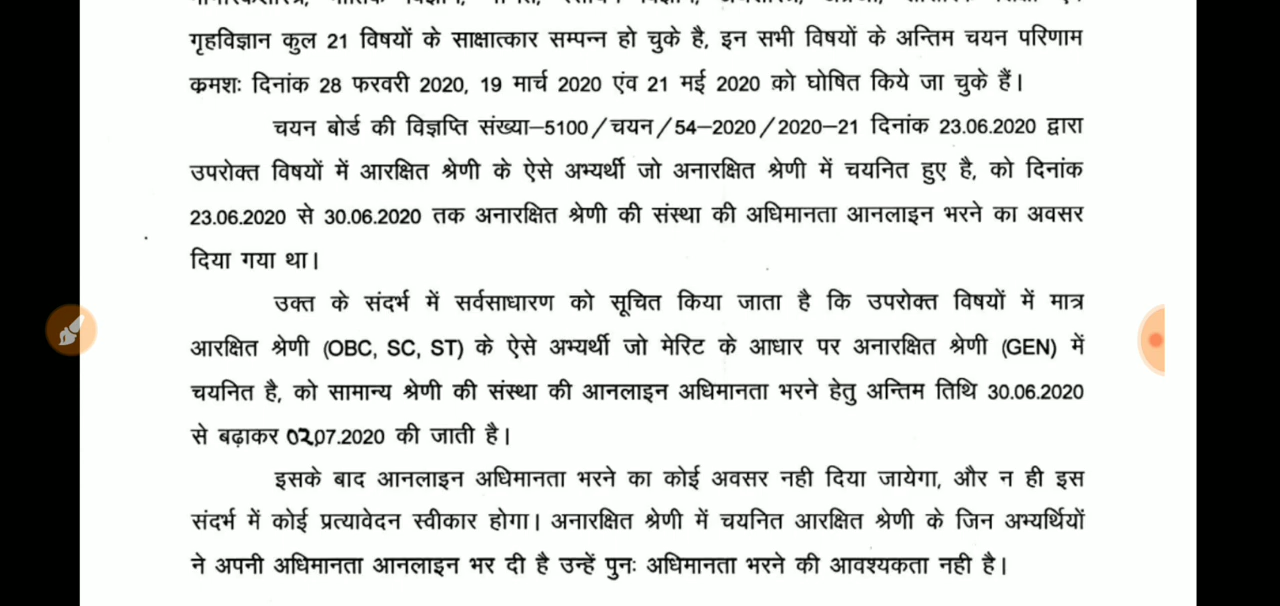 गृहविज्ञान कुल 21 विषयों के साक्षात्कार सम्पन्न हो चुके है, इन सभी विषयों के अन्तिम चयन परिणाम
कमशः दिनांक 28 फरवरी 2020, 19 मार्च 2020 एंव 21 मई 2020 को घोषित किये जा चुके हैं।
चयन बोर्ड की विज्ञप्ति संख्या–5100/चयन/54–2020/2020–21 दिनांक 23.06.2020 द्वारा
उपरोक्त विषयों में आरक्षित श्रेणी के ऐसे अभ्यर्थी जो अनारक्षित श्रेणी में चयनित हुए है, को दिनांक
23.06.2020 से 30.06.2020 तक अनारक्षित श्रेणी की संस्था की अधिमानता आनलाइन भरने का अवसर
दिया गया था।
उक्त के संदर्भ में सर्वसाधारण को सूचित किया जाता है कि उपरोक्त विषयों में मात्र
आरक्षित श्रेणी (OBC, SC, ST) के ऐसे अभ्यर्थी जो मेरिट के आधार पर अनारक्षित श्रेणी (GEN) में
चयनित है, को सामान्य श्रेणी की संस्था की आनलाइन अधिमानता भरने हेतु अन्तिम तिथि 30.06.2020
से बढ़ाकर 02.07.2020 की जाती है।
इसके बाद आनलाइन अधिमानता भरने का कोई अवसर नही दिया जायेगा, और न ही इस
संदर्भ में कोई प्रत्यावेदन स्वीकार होगा। अनारक्षित श्रेणी में चयनित आरक्षित श्रेणी के जिन अभ्यर्थियों
ने अपनी अधिमानता आनलाइन भर दी है उन्हें पुनः अधिमानता भरने की आवश्यकता नही है।